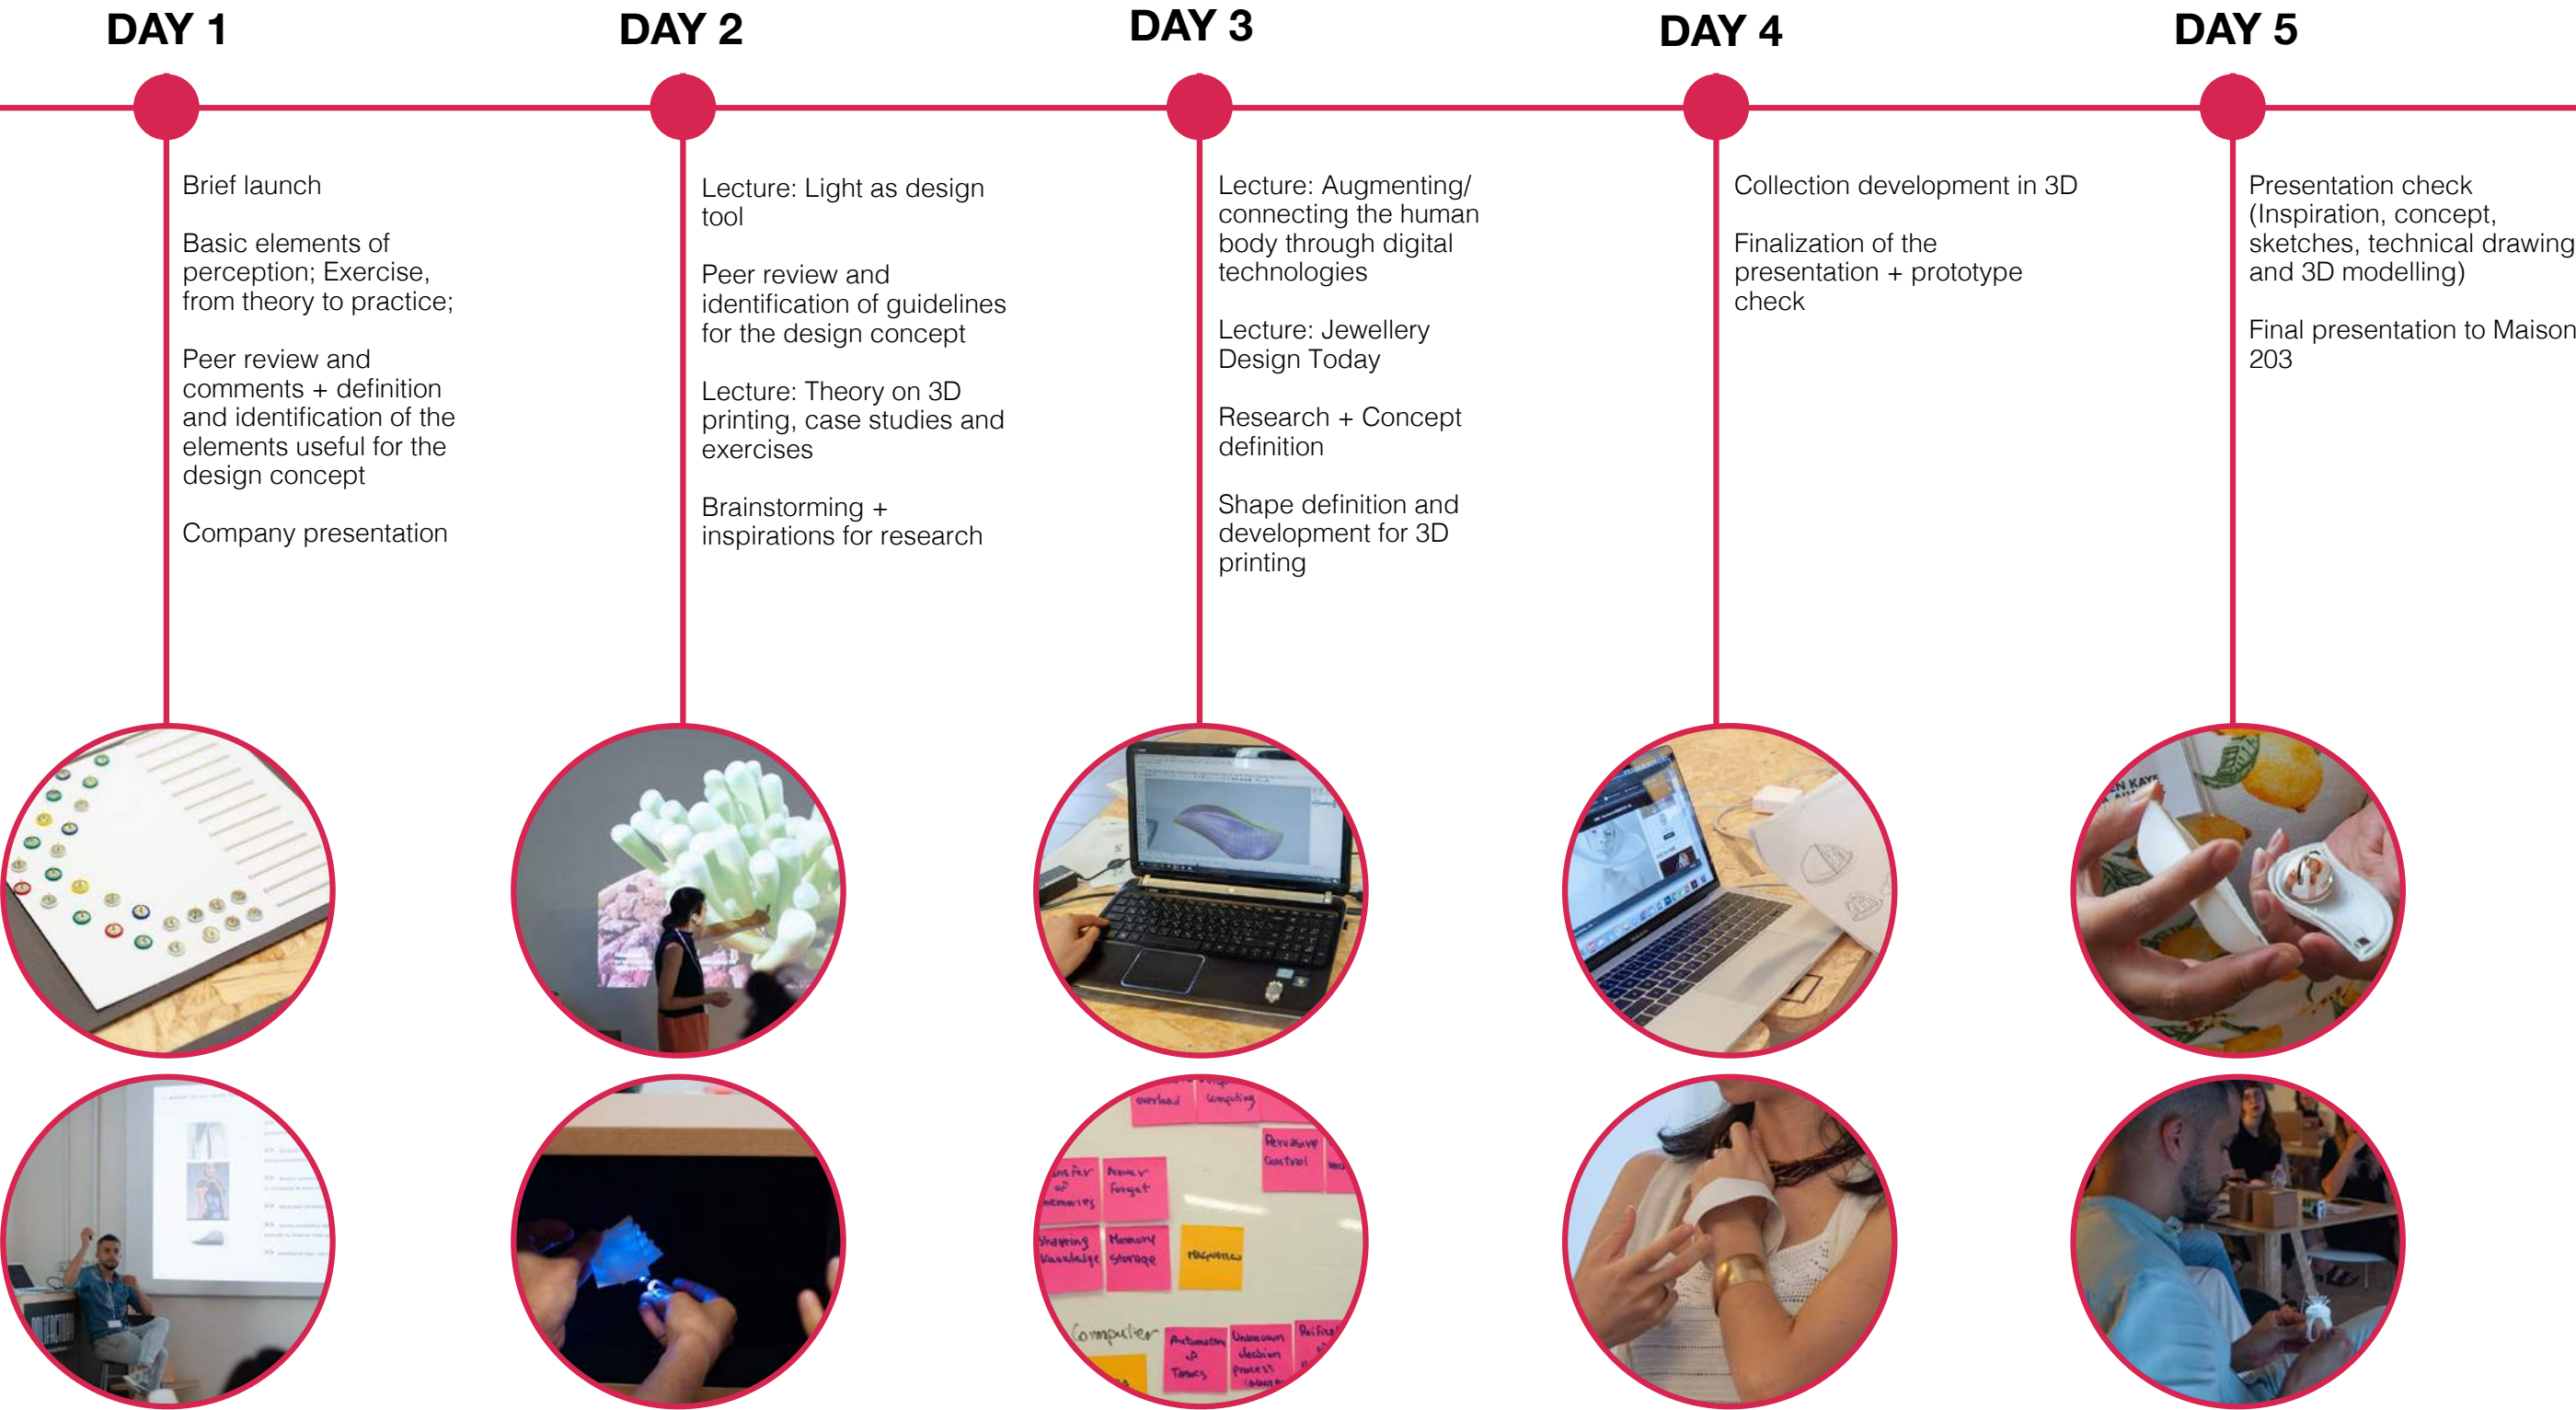 DAY 1
Brief launch
Basic elements of
perception; Exercise,
from theory to practice;
Peer review and
comments + definition
and identification of the
elements useful for the
design concept
Company presentation
DAY 2
Lecture: Light as design
tool
Peer review and
identification of guidelines
for the design concept
Lecture: Theory on 3D
printing, case studies and
exercises
Brainstorming +
inspirations for research
DAY 3
Lecture: Augmenting/
connecting the human
body through digital
technologies
Lecture: Jewellery
Design Today
Research + Concept
definition
Shape definition and
development for 3D
printing
DAY 4
Collection development in 3D
Finalization of the
presentation + prototype
check
DAY 5
Presentation check
(Inspiration, concept,
sketches, technical drawing
and 3D modelling)
Final presentation to Maison
203
overload
computing
Pervasive
Control
of
memories
Never
forget
Sharing
knowledge
Memory
storage
Computer
Unknown
decision
process